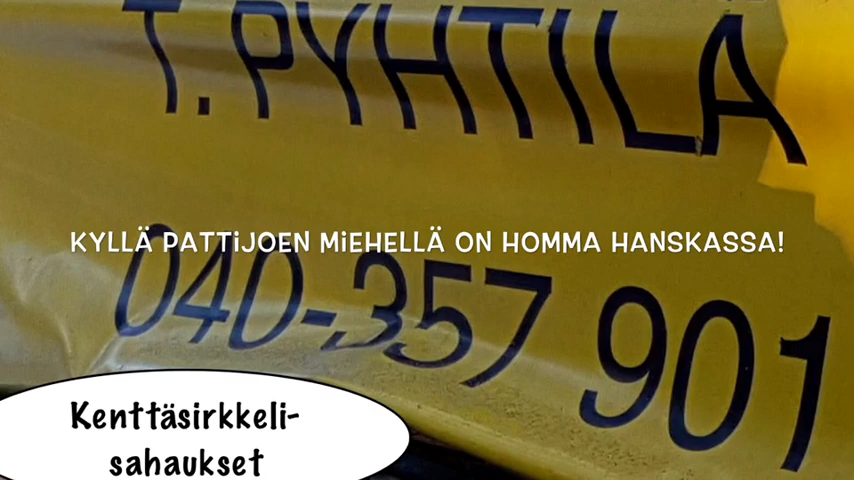 T. PYHTILÄ
KYLLÄ PATTIJOEN MIEHELLÄ ON HOMMA HANSKASSA!
040-357 901
Kenttäsirkkeli-
sahaukset